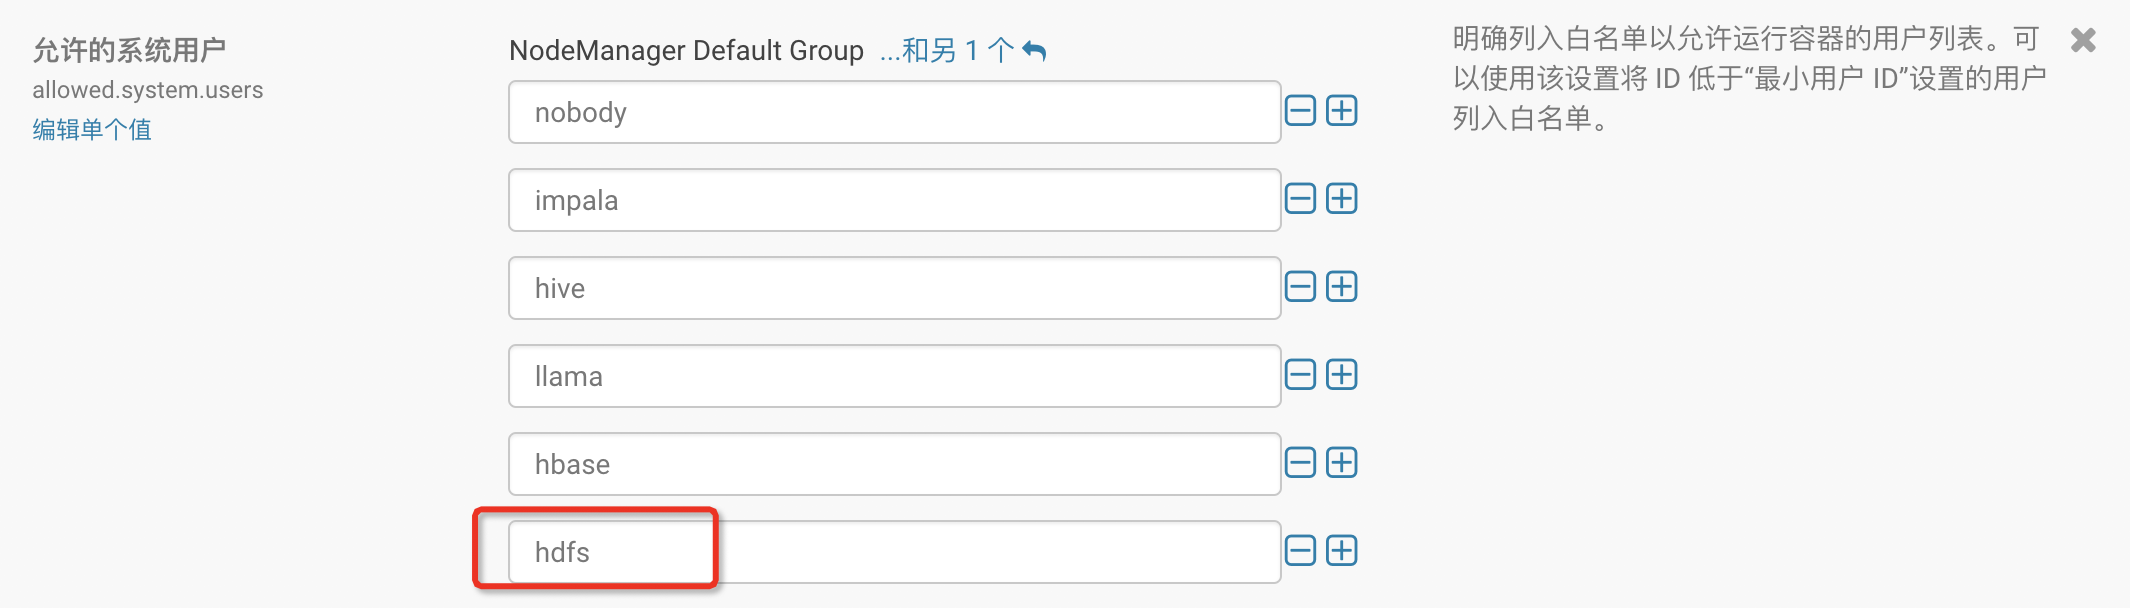 允许的系统用户
allowed.system.users
编辑单个值
NodeManager Default Group ...和另 1 个
nobody
impala
hive
llama
hbase
hdfs
明确列入白名单以允许运行容器的用户列表。可
以使用该设置将 ID 低于“最小用户 ID”设置的用户
列入白名单。